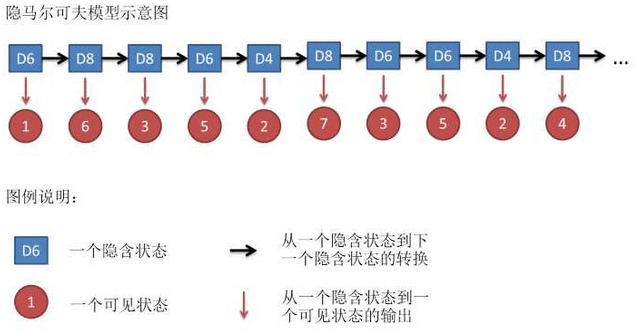 隐马尔可夫模型示意图
D6 D8 D8 D6 D4 D8 D6 D6 D4 D8 ...
1 6 3 5 2 7 3 5 2 4
图例说明：
D6 一个隐含状态 从一个隐含状态到下
一个隐含状态的转换
1 一个可见状态 从一个隐含状态到一
个可见状态的输出